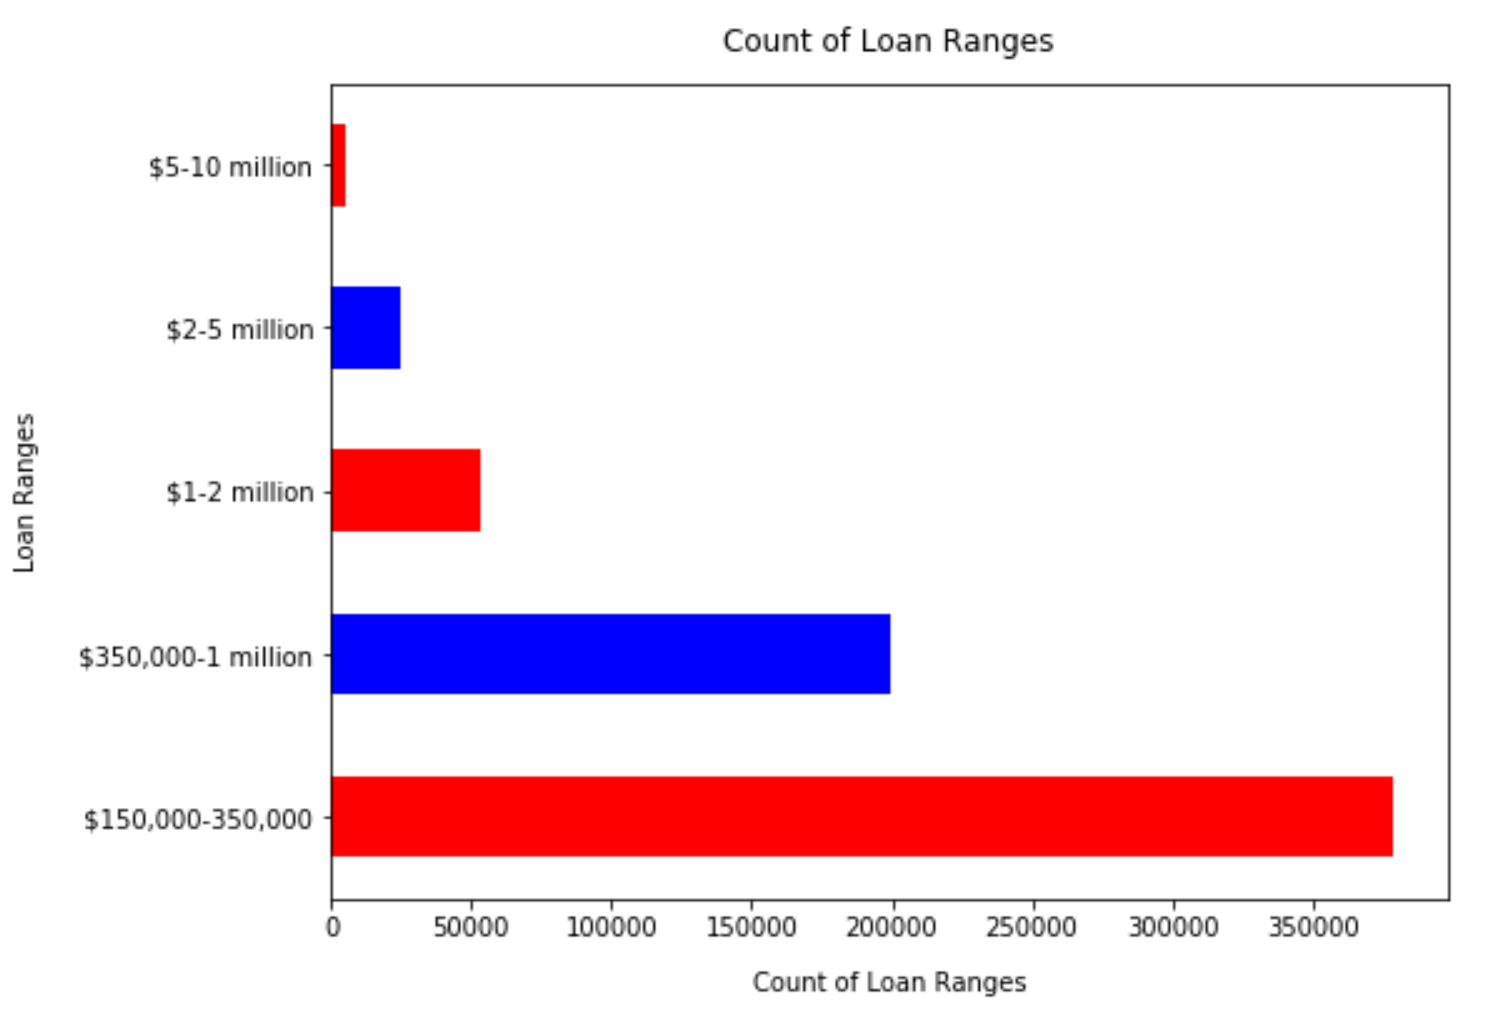 Count of Loan Ranges
$5-10 million
$2-5 million
$1-2 million
$350,000-1 million
$150,000-350,000
Loan Ranges
0 50000 100000 150000 200000 250000 300000 350000
Count of Loan Ranges